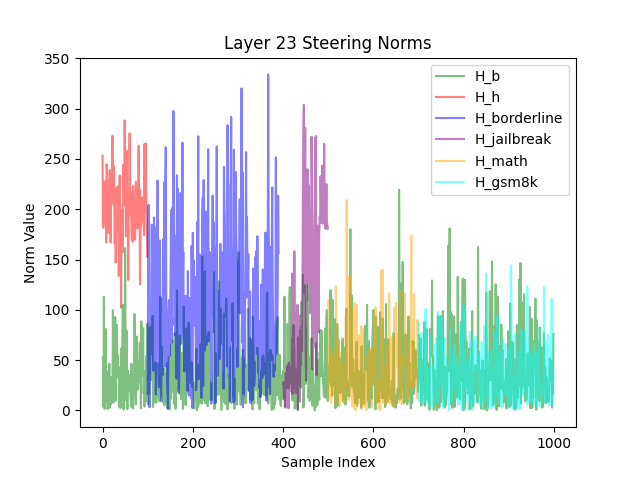 Layer 23 Steering Norms
H_b
H_h
H_borderline
H_jailbreak
H_math
H_gsm8k
Norm Value
350
300
250
200
150
100
50
0
0 200 400 600 800 1000
Sample Index